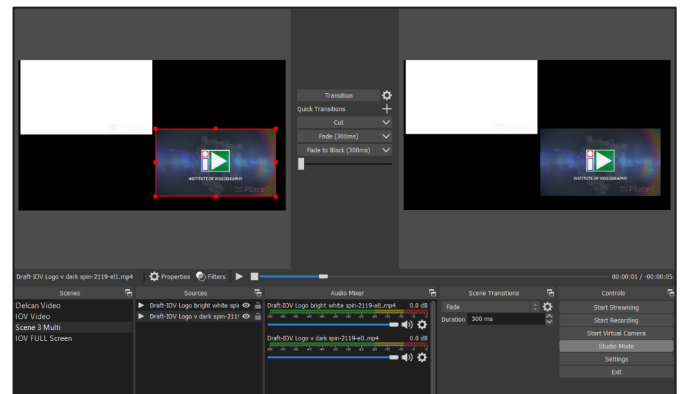 INSTITUTE OF VIDEOGRAPHY
INSTITUTE OF VIDEOGRAPHY
Transition
Quick Transitions
Cut
Fade (300ms)
Fade to Black (300ms)
Draft-IOV Logo v dark spin-2119-el1.mp4
Properties
Filters
00:00:01 / -00:00:05
Scenes
Delcan Video
IOV Video
Scene 3 Multi
IOV FULL Screen
Sources
Draft-IOV Logo bright white spi
Draft-IOV Logo v dark spin-211
Audio Mixer
Draft-IOV Logo bright white spin-2119-el1.mp4 0.0 dB
Draft-IOV Logo v dark spin-2119-el1.mp4 0.0 dB
Scene Transitions
Fade
Duration 300 ms
Controls
Start Streaming
Start Recording
Start Virtual Camera
Studio Mode
Settings
Exit